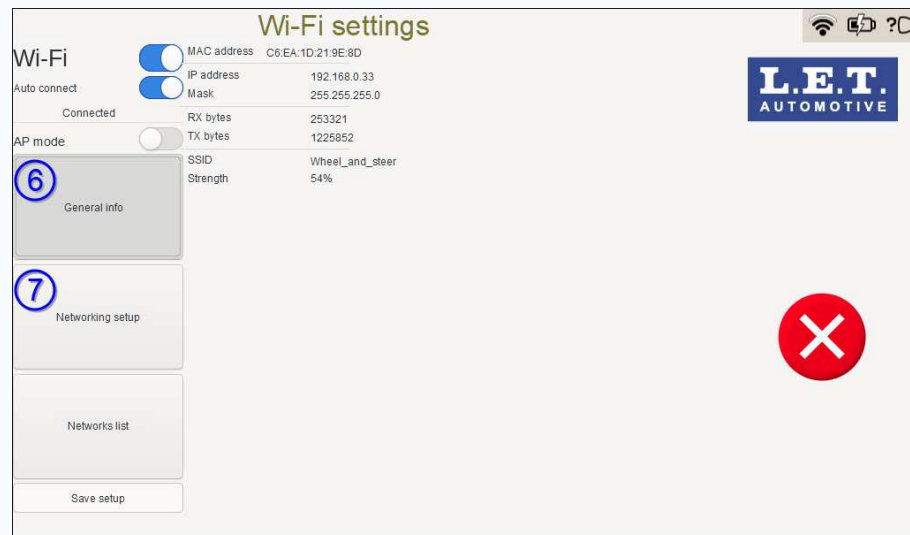 Wi-Fi settings
?
Wi-Fi
MAC address C6:EA:1D:21:9E:8D
Auto connect
IP address 192.168.0.33
Mask 255.255.255.0
Connected
RX bytes 253321
TX bytes 1225852
AP mode
SSID Wheel_and_steer
Strength 54%
L.E.T.
AUTOMOTIVE
6
General info
7
Networking setup
Networks list
Save setup